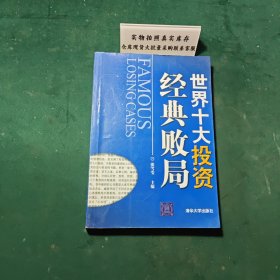 实物拍照真实库存
仓库现货大批量采购联系客服
世界十大投资
经典败局
FAMOUS
LOSING CASES
主编
清华大学出版社